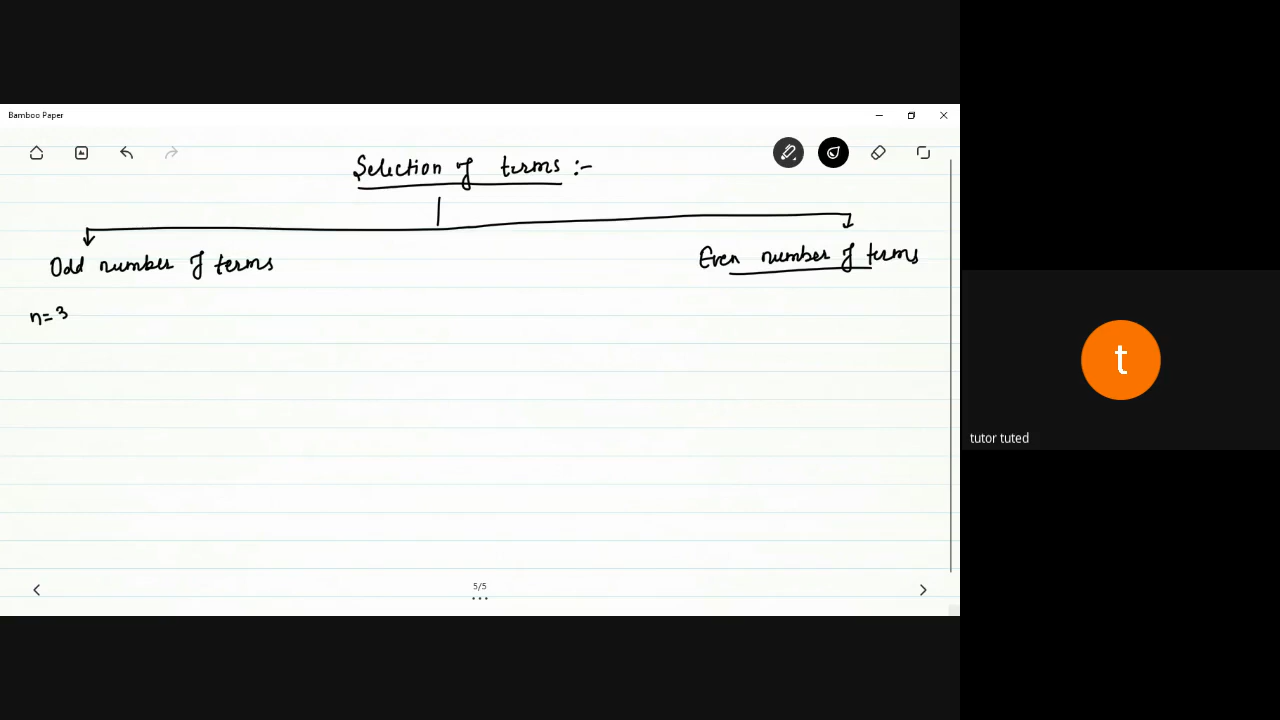 Bamboo Paper
Selection of terms :-
Odd number of terms
Even number of terms
n=3
5/5
t
tutor tuted